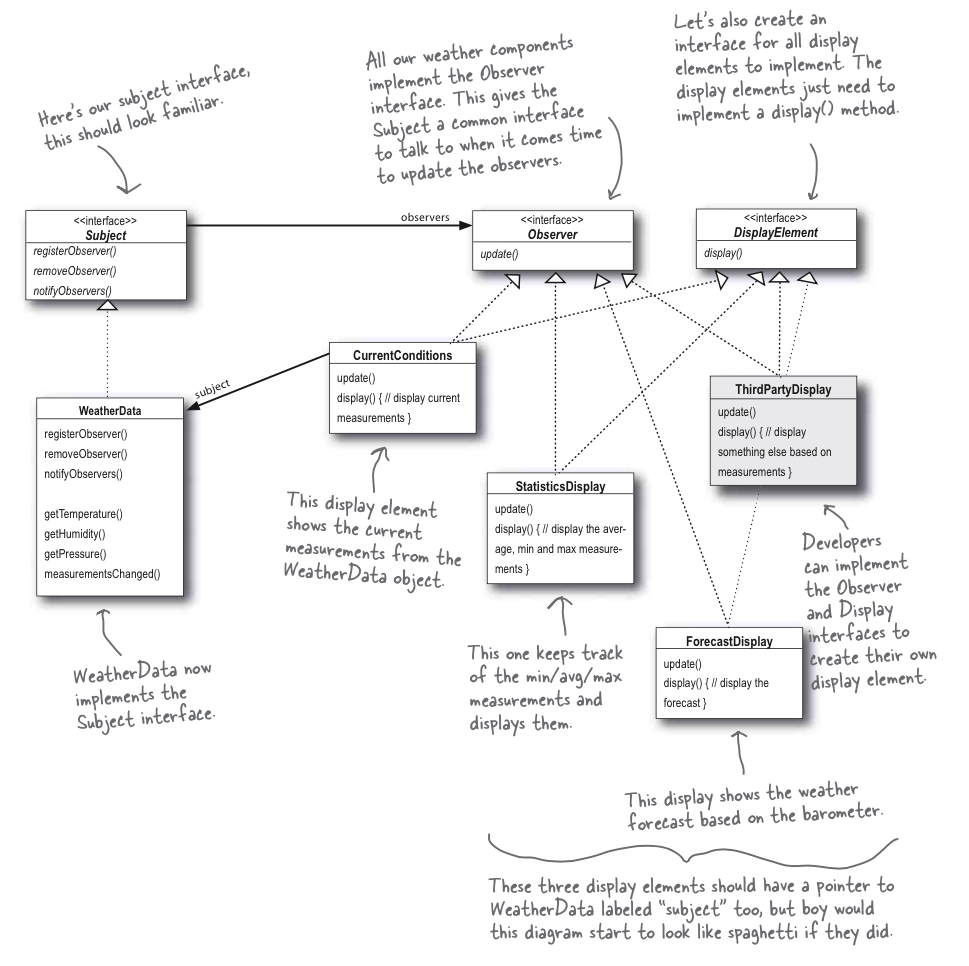 Here's our subject interface,
this should look familiar.
All our weather components
implement the Observer
interface. This gives the
Subject a common interface
to talk to when it comes time
to update the observers.
Let's also create an
interface for all display
elements to implement. The
display elements just need to
implement a display() method.
<<interface>>
Subject
registerObserver()
removeObserver()
notifyObservers()
observers
<<interface>>
Observer
update()
<<interface>>
DisplayElement
display()
subject
WeatherData
registerObserver()
removeObserver()
notifyObservers()
getTemperature()
getHumidity()
getPressure()
measurementsChanged()
WeatherData now
implements the
Subject interface.
CurrentConditions
update()
display() { // display current
measurements }
This display element
shows the current
measurements from the
WeatherData object.
StatisticsDisplay
update()
display() { // display the aver-
age, min and max measure-
ments }
This one keeps track
of the min/avg/max
measurements and
displays them.
ThirdPartyDisplay
update()
display() { // display
something else based on
measurements }
Developers
can implement
the Observer
and Display
interfaces to
create their own
display element.
ForecastDisplay
update()
display() { // display the
forecast }
This display shows the weather
forecast based on the barometer.
These three display elements should have a pointer to
WeatherData labeled "subject" too, but boy would
this diagram start to look like spaghetti if they did.